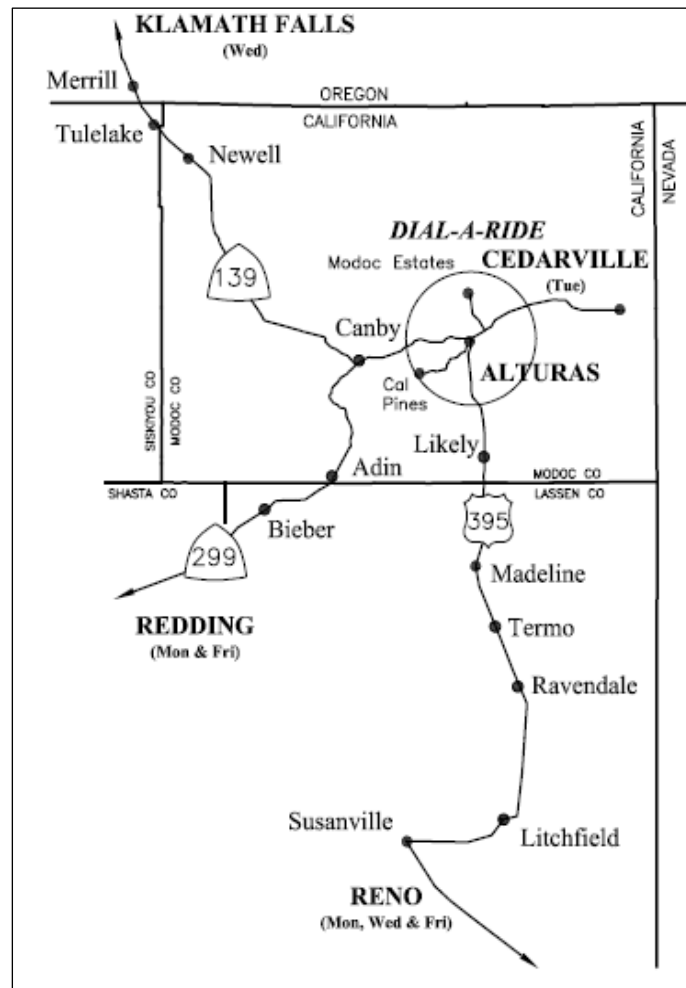 KLAMATH FALLS
(Wed)
Merrill
OREGON
CALIFORNIA
Tulelake
Newell
CALIFORNIA
NEVADA
DIAL-A-RIDE
Modoc Estates
CEDARVILLE
(Tue)
139
Canby
ALTURAS
Cal
Pines
SISKIYOU CO
MODOC CO
Likely
Adin
MODOC CO
LASSEN CO
SHASTA CO
Bieber
395
299
Madeline
REDDING
(Mon & Fri)
Termo
Ravendale
Susanville
Litchfield
RENO
(Mon, Wed & Fri)